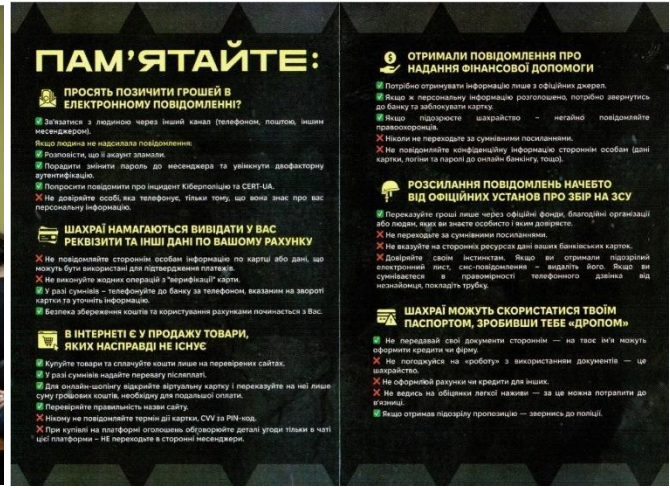 ПАМ'ЯТАЙТЕ:
ПРОСЯТЬ ПОЗИЧИТИ ГРОШЕЙ В
ЕЛЕКТРОННОМУ ПОВІДОМЛЕННІ?
✅ Зв'язатися з людиною через інший канал (телефоном, поштою, іншим
месенджером).
Якщо людина не надсилала повідомлення:
✅ Розповісти, що її акаунт зламали.
✅ Порадити змінити пароль до месенджера та увімкнути двофакторну
аутентифікацію.
✅ Попросити повідомити про інцидент Кіберполіцію та CERT-UA.
❌ Не довіряйте особі, яка телефонує, тільки тому, що вона знає про вас
персональну інформацію.
ШАХРАЇ НАМАГАЮТЬСЯ ВИВІДАТИ У ВАС
РЕКВІЗИТИ ТА ІНШІ ДАНІ ПО ВАШОМУ РАХУНКУ
❌ Не повідомляйте стороннім особам інформацію по картці або дані, що
можуть бути використані для підтвердження платежів.
❌ Не виконуйте жодних операцій з "верифікації" карти.
✅ У разі сумнівів – телефонуйте до банку за телефоном, вказаним на звороті
картки та уточніть інформацію.
✅ Безпека збереження коштів та користування рахунками починається з Вас.
В ІНТЕРНЕТІ Є У ПРОДАЖУ ТОВАРИ,
ЯКИХ НАСПРАВДІ НЕ ІСНУЄ
✅ Купуйте товари та сплачуйте кошти лише на перевірених сайтах.
✅ У разі сумнівів надайте перевагу післяплаті.
✅ Для онлайн-шопінгу відкрийте віртуальну картку і переказуйте на неї лише
суму грошових коштів, необхідну для подальшої оплати.
✅ Перевіряйте правильність назви сайту.
❌ Нікому не повідомляйте термін дії картки, CVV та PIN-код.
❌ При купівлі на платформі оголошень обговорюйте деталі угоди тільки в чаті
цієї платформи – НЕ переходьте в сторонні месенджери.
ОТРИМАЛИ ПОВІДОМЛЕННЯ ПРО
НАДАННЯ ФІНАНСОВОЇ ДОПОМОГИ
✅ Потрібно отримувати інформацію лише з офіційних джерел.
✅ Якщо ж персональну інформацію розголошено, потрібно звернутись
до банку та заблокувати картку.
✅ Якщо підозрюєте шахрайство – негайно повідомляйте
правоохоронців.
❌ Ніколи не переходьте за сумнівними посиланнями.
❌ Не повідомляйте конфіденційну інформацію стороннім особам (дані
картки, логіни та паролі до онлайн банкінгу, тощо).
РОЗСИЛАННЯ ПОВІДОМЛЕНЬ НАЧЕБТО
ВІД ОФІЦІЙНИХ УСТАНОВ ПРО ЗБІР НА ЗСУ
✅ Переказуйте гроші лише через офіційні фонди, благодійні організації
або людям, яких ви знаєте особисто і яким довіряєте.
❌ Не переходьте за сумнівними посиланнями.
❌ Не вказуйте на сторонніх ресурсах дані ваших банківських карток.
❌ Довіряйте своїм інстинктам. Якщо ви отримали підозрілий
електронний лист, смс-повідомлення – видаліть його. Якщо ви
сумніваєтеся в правомірності телефонного дзвінка від
незнайомця, покладіть трубку.
ШАХРАЇ МОЖУТЬ СКОРИСТАТИСЯ ТВОЇМ
ПАСПОРТОМ, ЗРОБИВШИ ТЕБЕ «ДРОПОМ»
❌ Не передавай свої документи стороннім — на твоє ім'я можуть
оформити кредити чи фірму.
❌ Не погоджуйся на «роботу» з використанням документів — це
шахрайство.
❌ Не оформлюй рахунки чи кредити для інших.
❌ Не ведись на обіцянки легкої наживи — за це можна потрапити до
в'язниці.
✅ Якщо отримав підозрілу пропозицію — звернись до поліції.